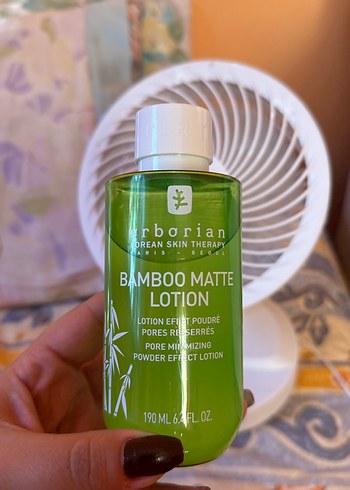 erborian
KOREAN SKIN THERAPY
PARIS - SEOUL
BAMBOO MATTE
LOTION
LOTION EFFET POUDRÉ
PORES RESSERRÉS
PORE MINIMIZING
POWDER EFFECT LOTION
190 ML 6.4 FL. OZ.